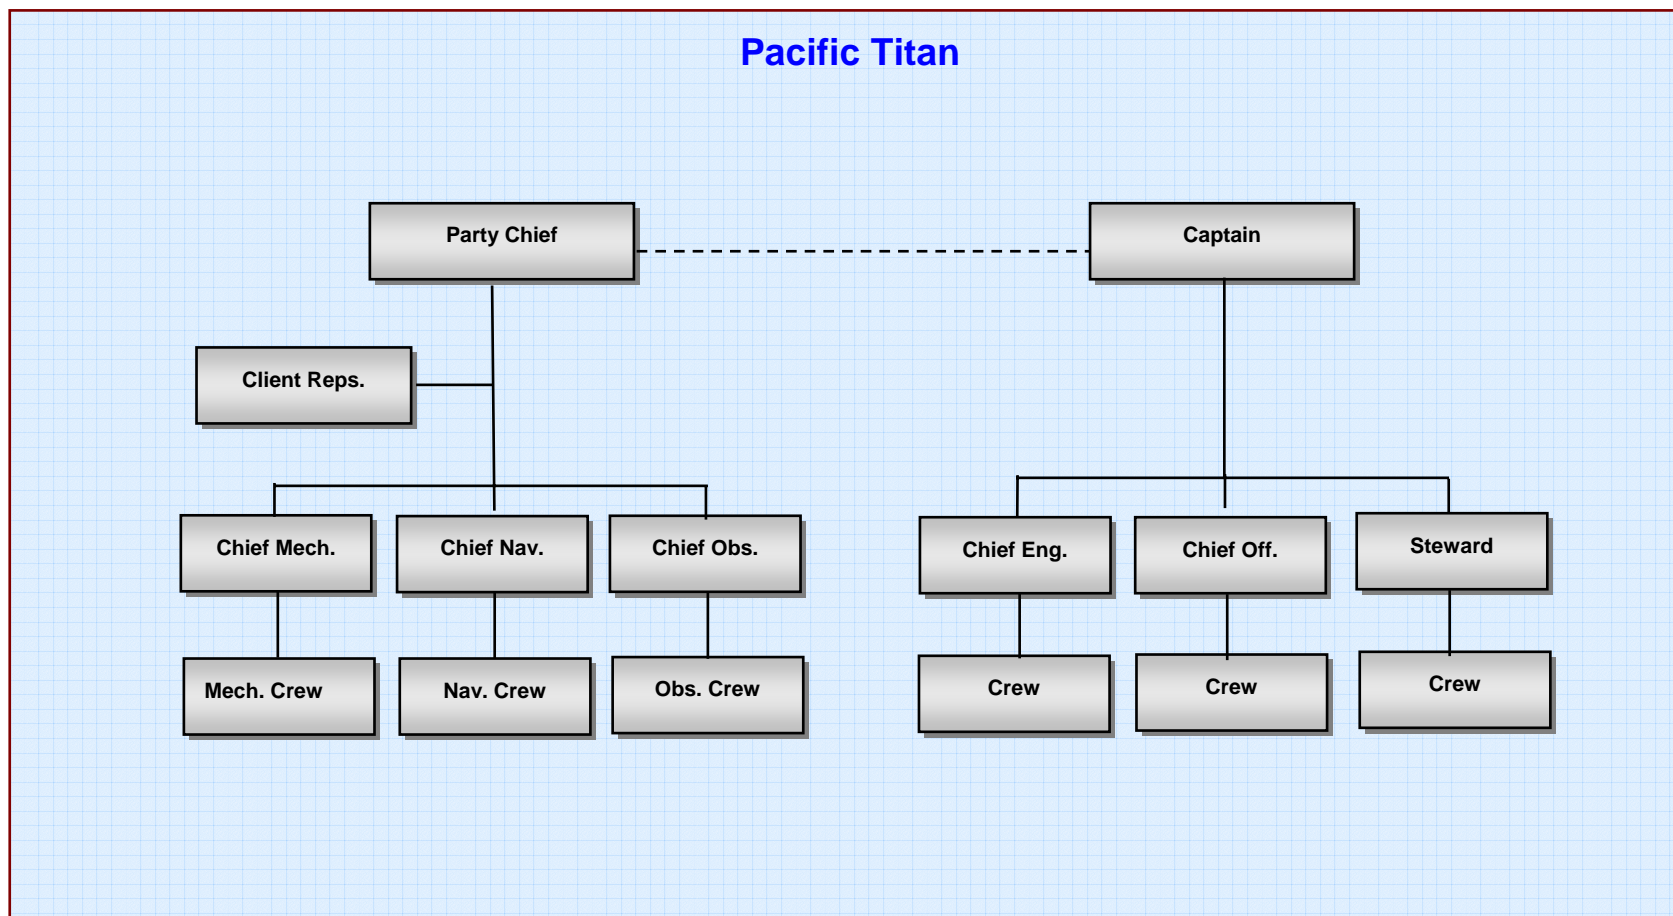 Pacific Titan
Party Chief
Captain
Client Reps.
Chief Mech.
Chief Nav.
Chief Obs.
Chief Eng.
Chief Off.
Steward
Mech. Crew
Nav. Crew
Obs. Crew
Crew
Crew
Crew